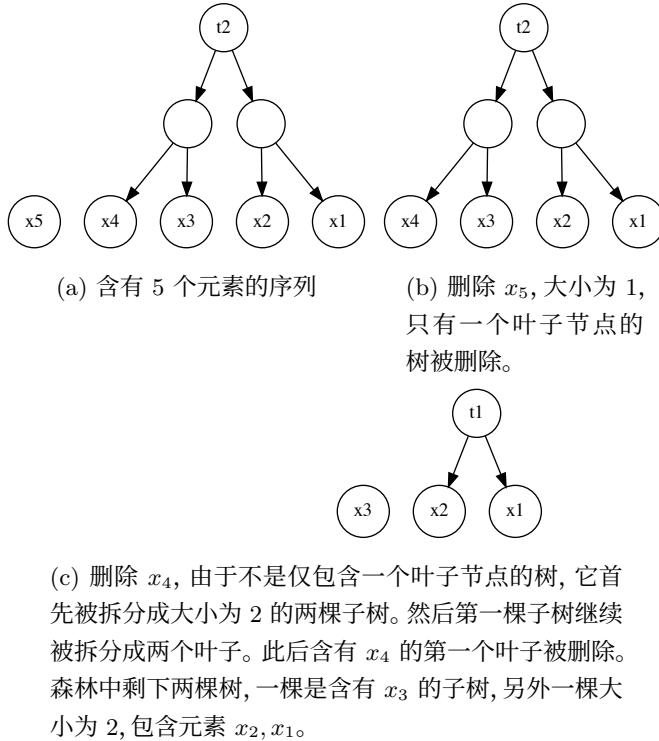 t2
t2
x5 x4 x3 x2 x1
x4 x3 x2 x1
(a) 含有 5 个元素的序列
(b) 删除 x5, 大小为 1,
只有一个叶子节点的
树被删除。
t1
x3 x2 x1
(c) 删除 x4, 由于不是仅包含一个叶子节点的树, 它首
先被拆分成大小为 2 的两棵子树。然后第一棵子树继续
被拆分成两个叶子。此后含有 x4 的第一个叶子被删除。
森林中剩下两棵树, 一棵是含有 x3 的子树, 另外一棵大
小为 2, 包含元素 x2, x1。